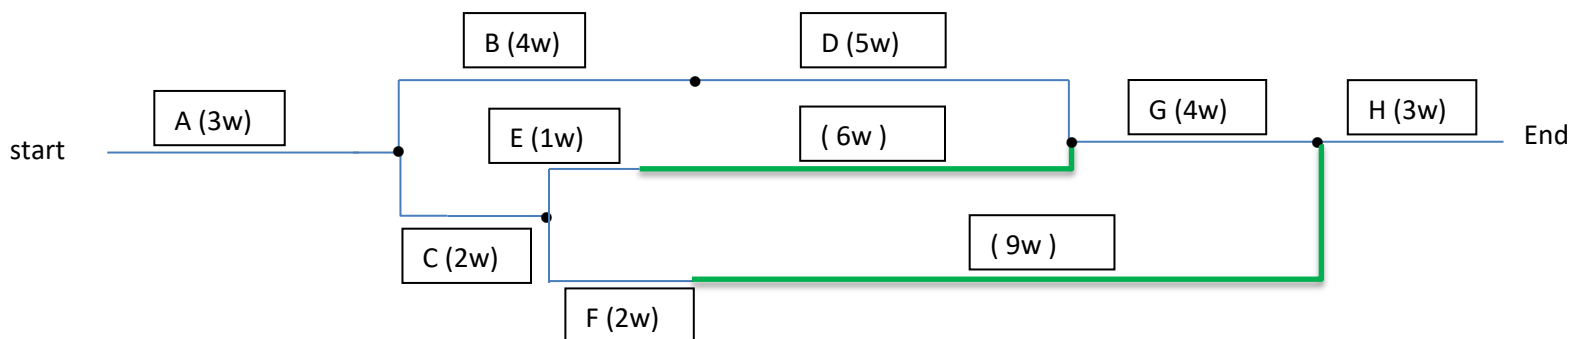 B (4w)
D (5w)
A (3w)
E (1w)
( 6w )
G (4w)
H (3w)
start
End
C (2w)
( 9w )
F (2w)